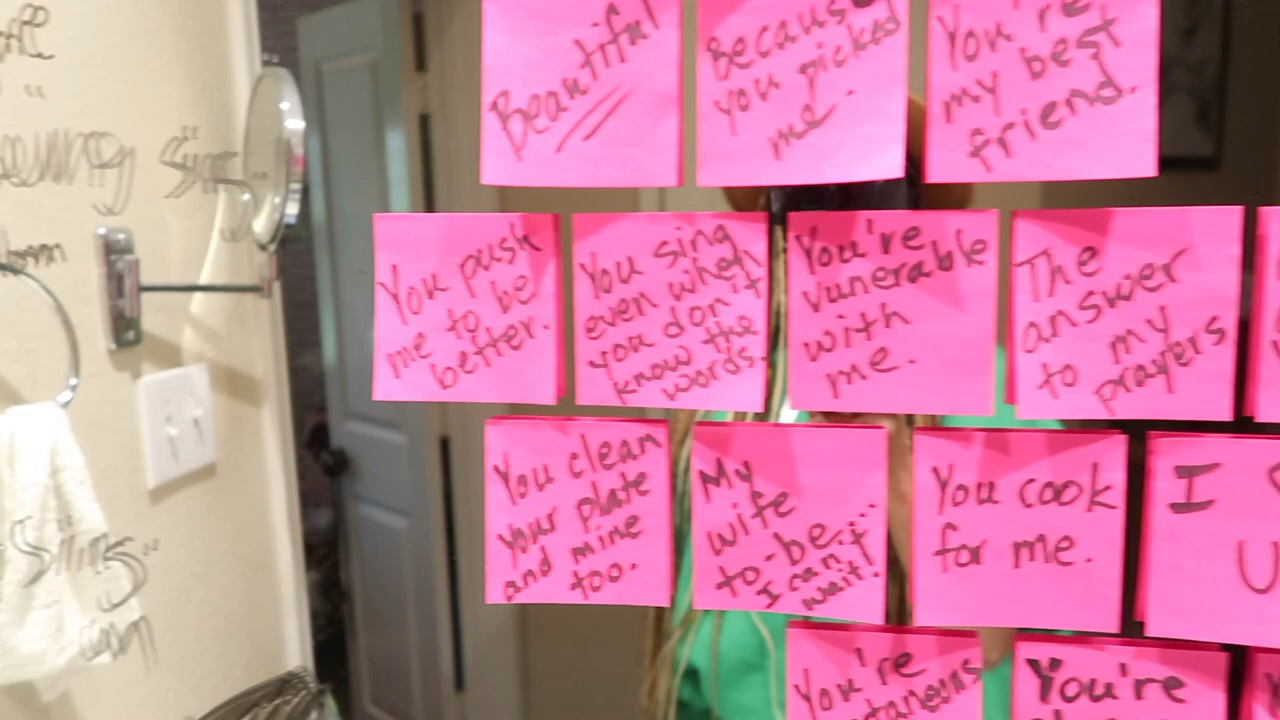 Beautiful
Because
you picked
me.
You're
my best
friend.
You push
me to be
better.
You sing
even when
you don't
know the
words.
You're
vunerable
with
me.
The
answer
to my
prayers
You clean
your plate
and mine
too.
My
wife
to-be...
I can't
wait!
You cook
for me.
I
U
You're
You're